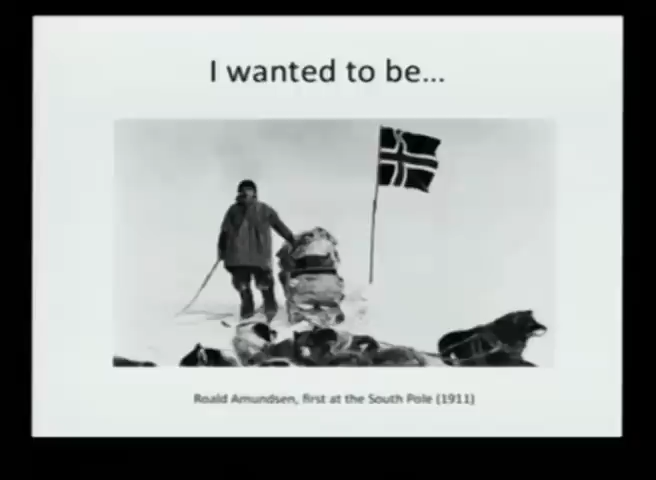 I wanted to be...
Roald Amundsen, first at the South Pole (1911)